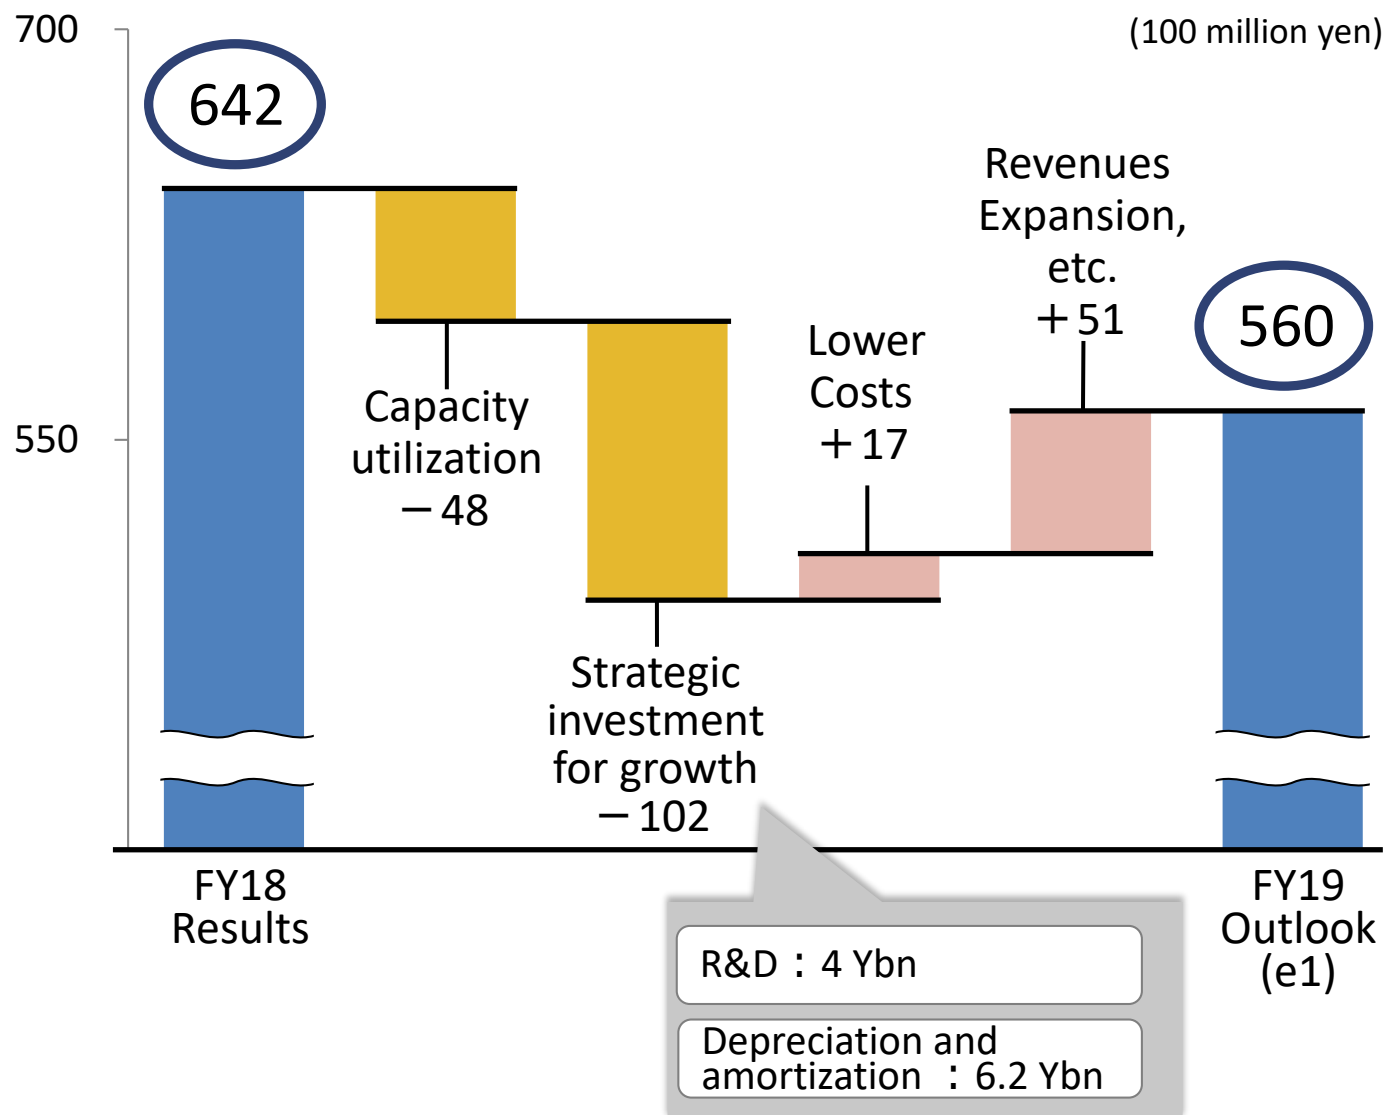 700
(100 million yen)
642
Revenues
Expansion,
etc.
＋51
560
Lower
Costs
＋17
550
Capacity
utilization
－48
Strategic
investment
for growth
－102
FY18
Results
FY19
Outlook
(e1)
R&D：4 Ybn
Depreciation and
amortization ：6.2 Ybn